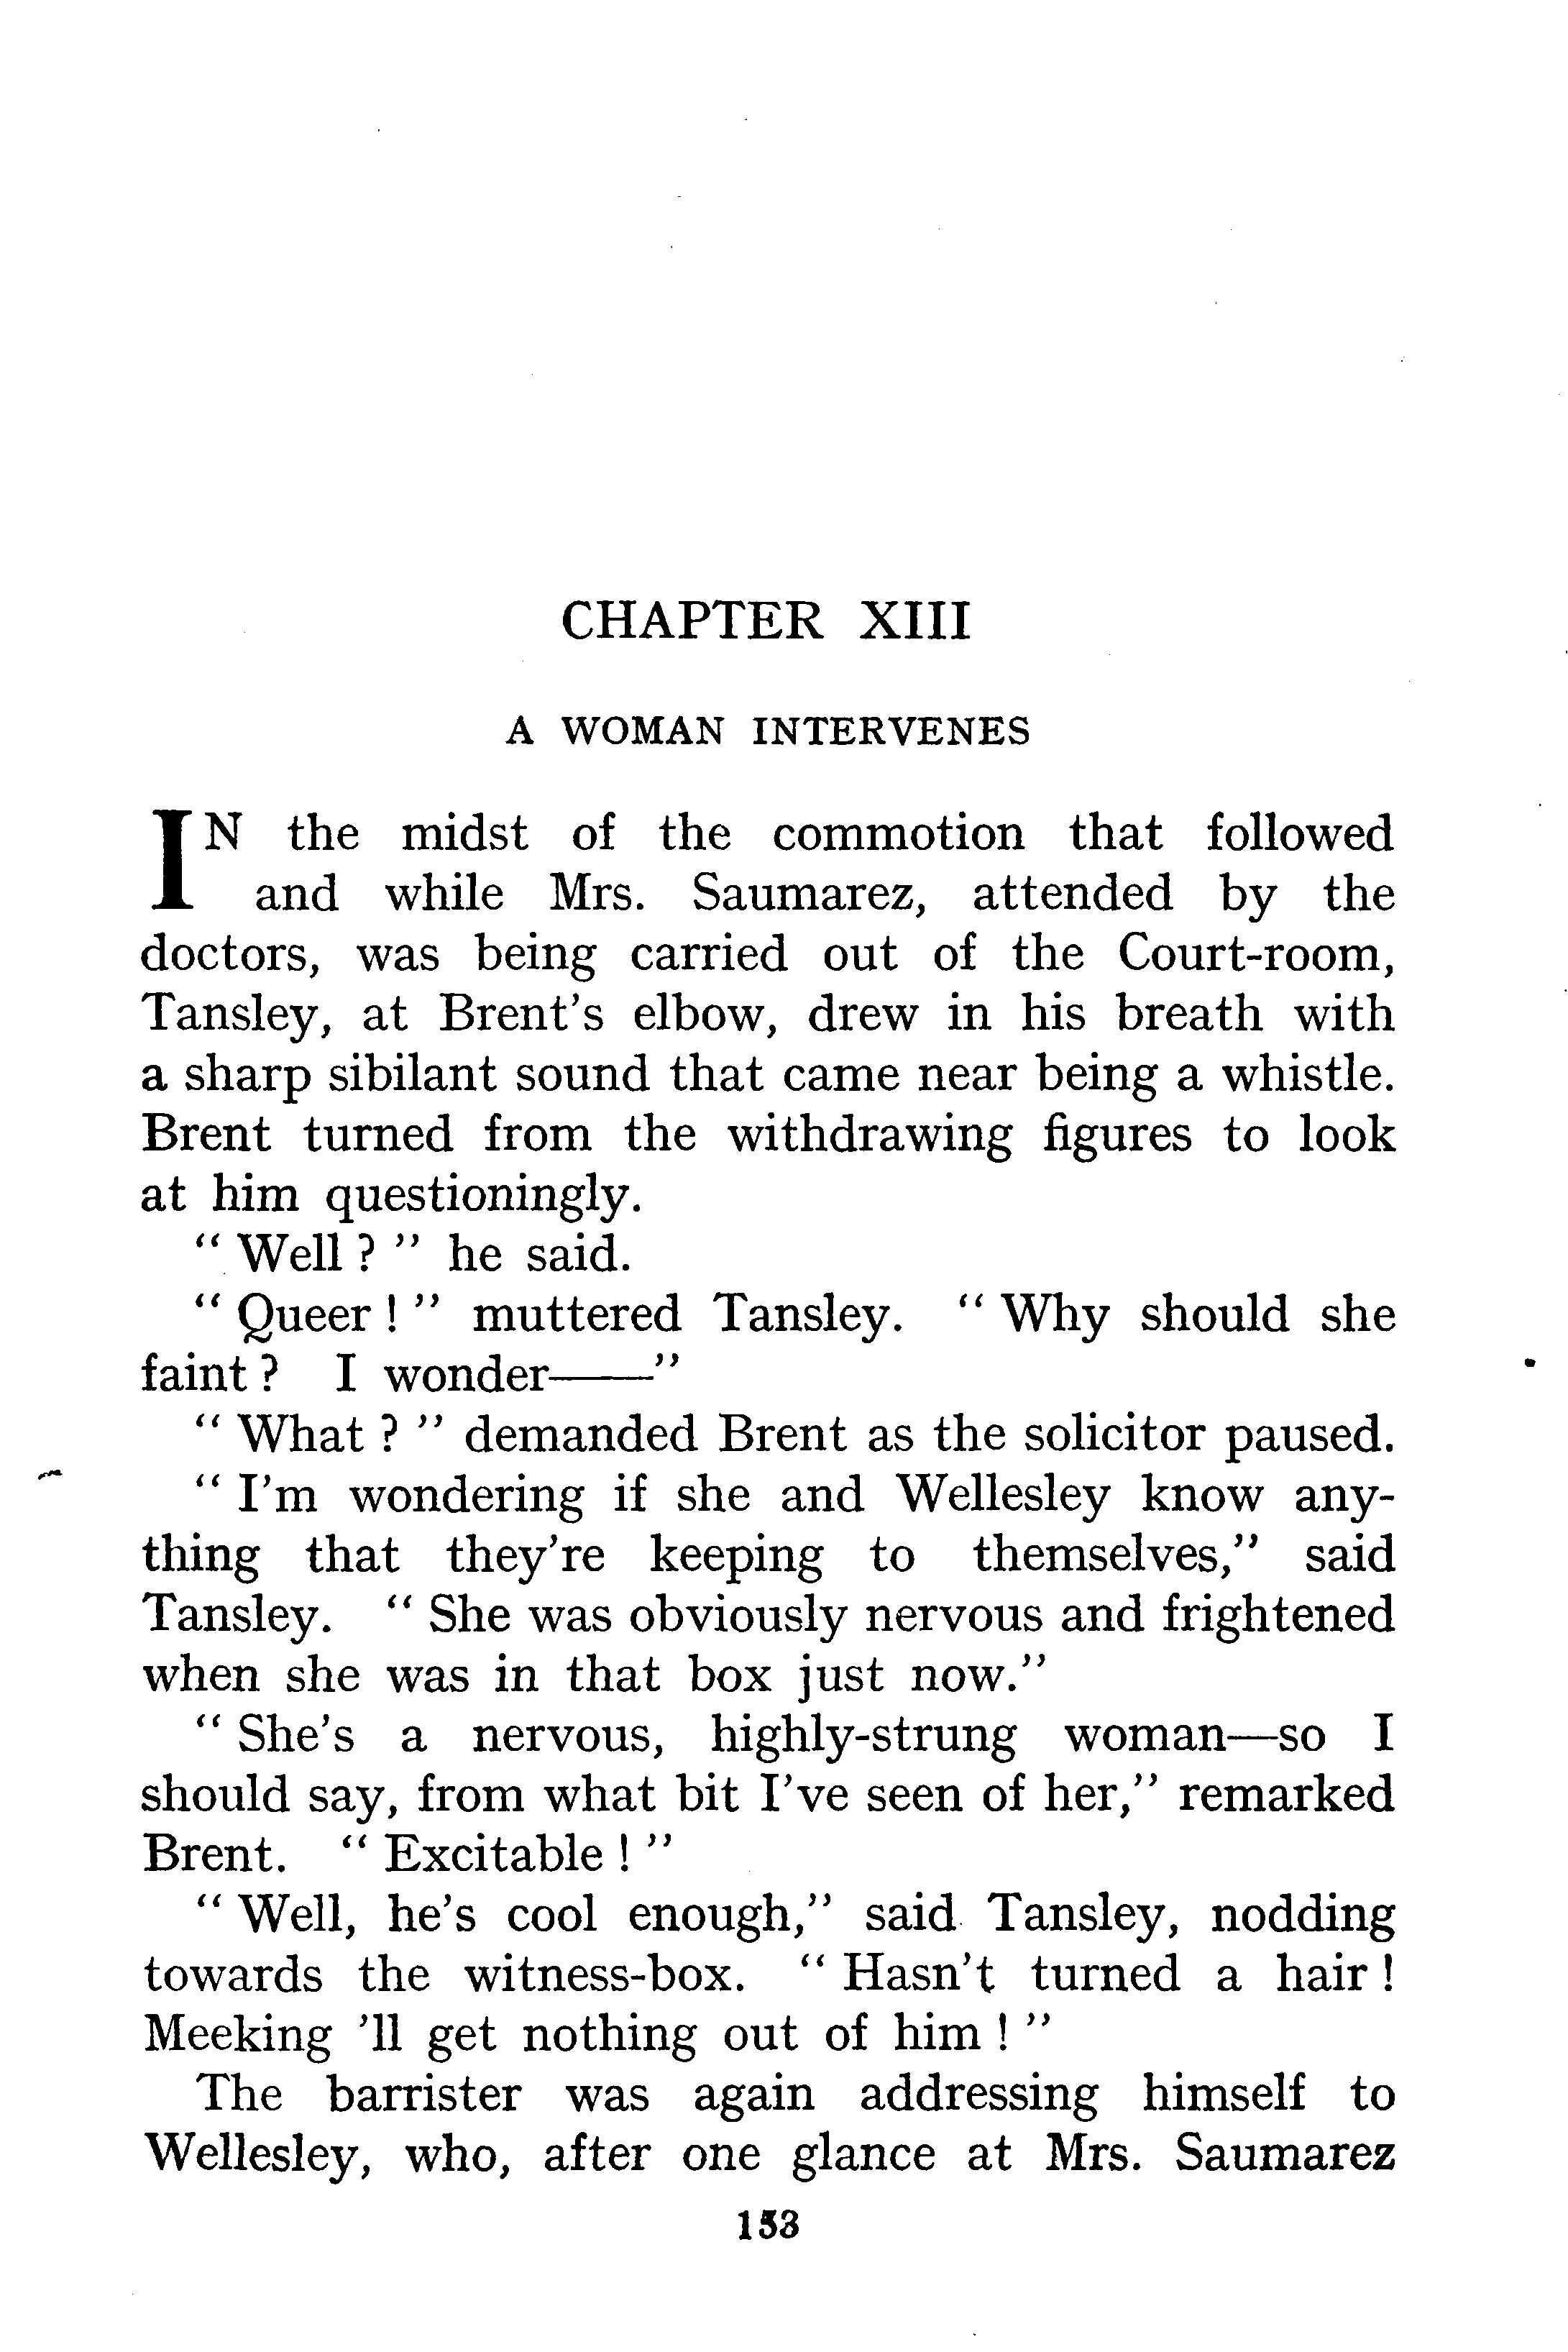 CHAPTER XIII
A WOMAN INTERVENES
IN the midst of the commotion that followed
and while Mrs. Saumarez, attended by the
doctors, was being carried out of the Court-room,
Tansley, at Brent's elbow, drew in his breath with
a sharp sibilant sound that came near being a whistle.
Brent turned from the withdrawing figures to look
at him questioningly.
“ Well ? ” he said.
“ Queer ! ” muttered Tansley. “ Why should she
faint ? I wonder——”
“ What ? ” demanded Brent as the solicitor paused.
“ I'm wondering if she and Wellesley know any-
thing that they're keeping to themselves,” said
Tansley. “ She was obviously nervous and frightened
when she was in that box just now.”
“ She's a nervous, highly-strung woman—so I
should say, from what bit I've seen of her,” remarked
Brent. “ Excitable ! ”
“ Well, he's cool enough,” said Tansley, nodding
towards the witness-box. “ Hasn't turned a hair !
Meeking 'll get nothing out of him ! ”
The barrister was again addressing himself to
Wellesley, who, after one glance at Mrs. Saumarez
153